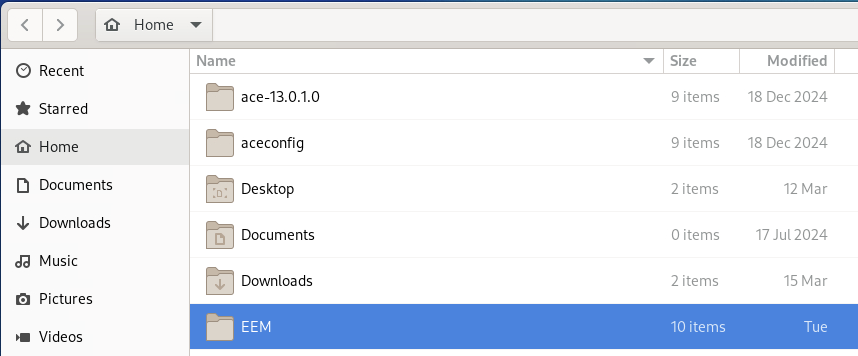 Home
Name Size Modified
Recent
Starred
Home
Documents
Downloads
Music
Pictures
Videos
ace-13.0.1.0 9 items 18 Dec 2024
aceconfig 9 items 18 Dec 2024
Desktop 2 items 12 Mar
Documents 0 items 17 Jul 2024
Downloads 2 items 15 Mar
EEM 10 items Tue